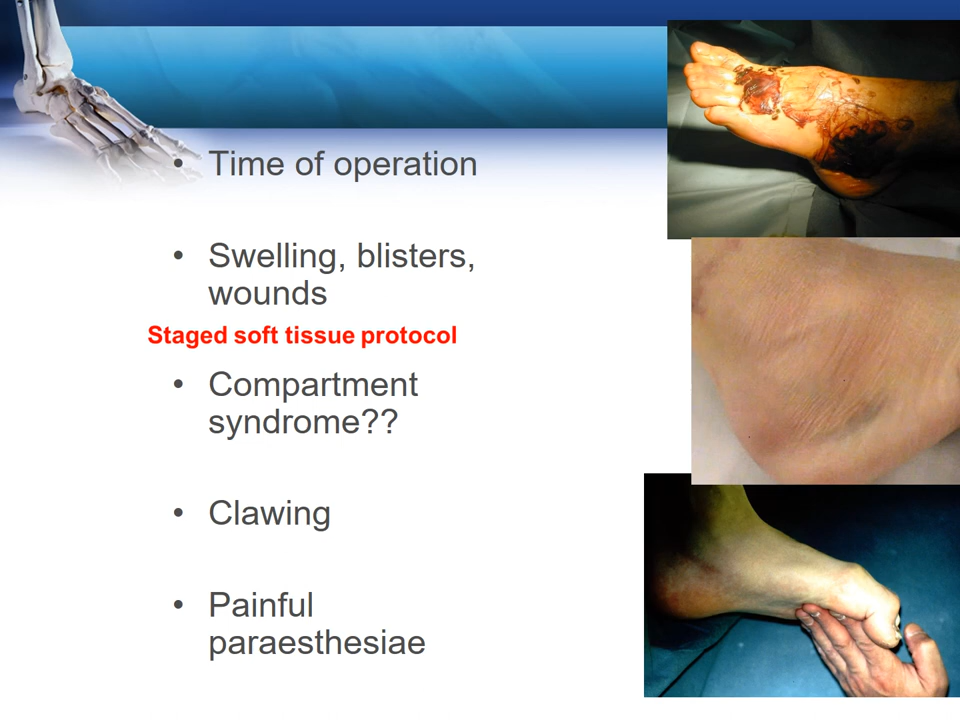 • Time of operation
• Swelling, blisters,
wounds
Staged soft tissue protocol
• Compartment
syndrome??
• Clawing
• Painful
paraesthesiae